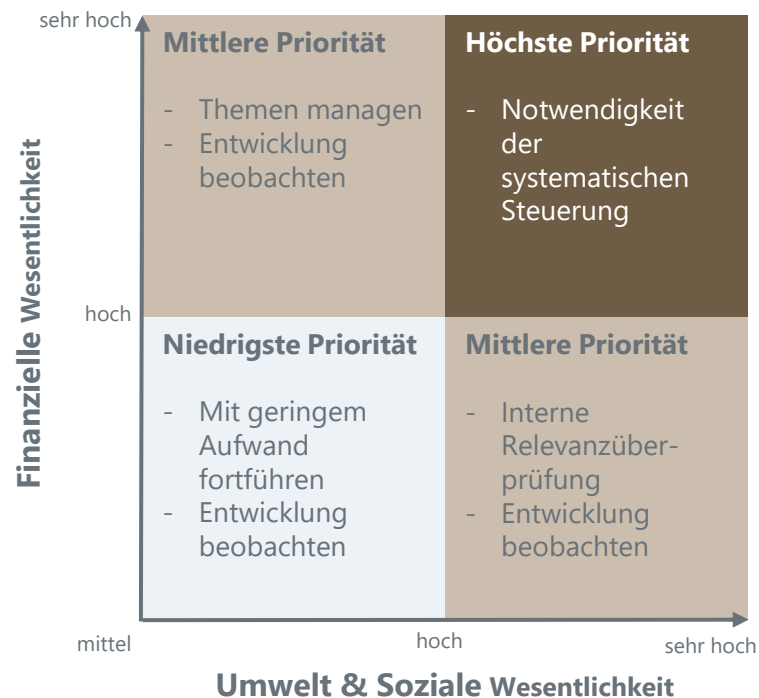 sehr hoch
Finanzielle Wesentlichkeit
Mittlere Priorität
- Themen managen
- Entwicklung
beobachten
Höchste Priorität
- Notwendigkeit
der
systematischen
Steuerung
hoch
Niedrigste Priorität
- Mit geringem
Aufwand
fortführen
- Entwicklung
beobachten
Mittlere Priorität
- Interne
Relevanzüber-
prüfung
- Entwicklung
beobachten
mittel
hoch
sehr hoch
Umwelt & Soziale Wesentlichkeit